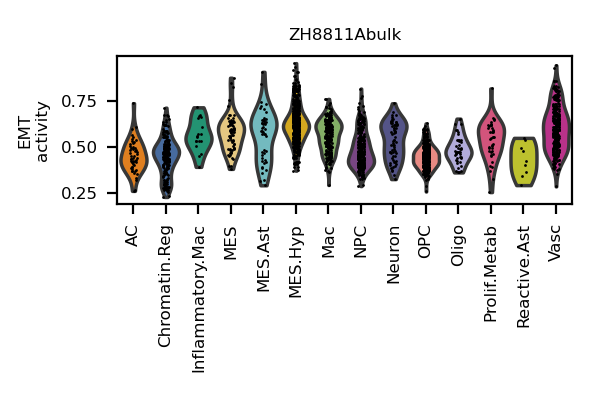 ZH8811Abulk
EMT
activity
0.75
0.50
0.25
AC
Chromatin.Reg
Inflammatory.Mac
MES
MES.Ast
MES.Hyp
Mac
NPC
Neuron
OPC
Oligo
Prolif.Metab
Reactive.Ast
Vasc